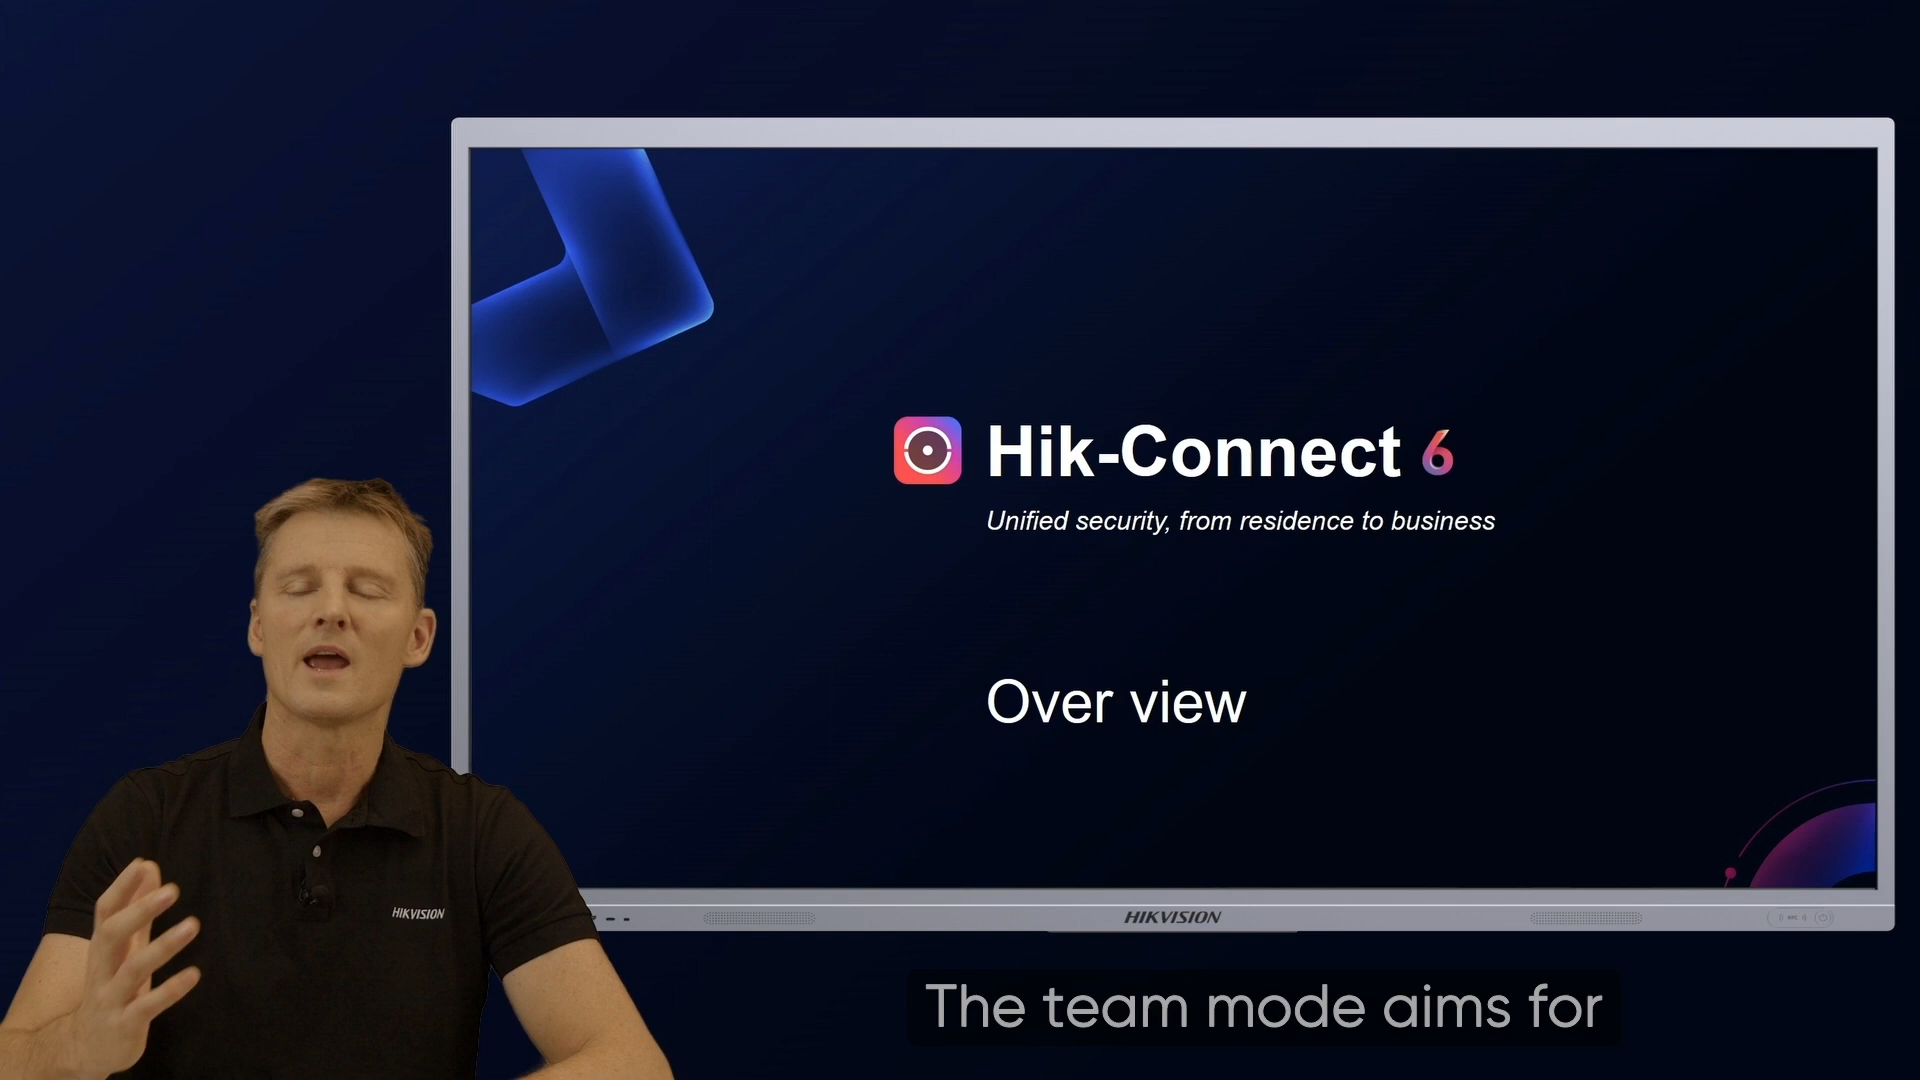 Hik-Connect 6
Unified security, from residence to business
Over view
HIKVISION
HIKVISION
The team mode aims for